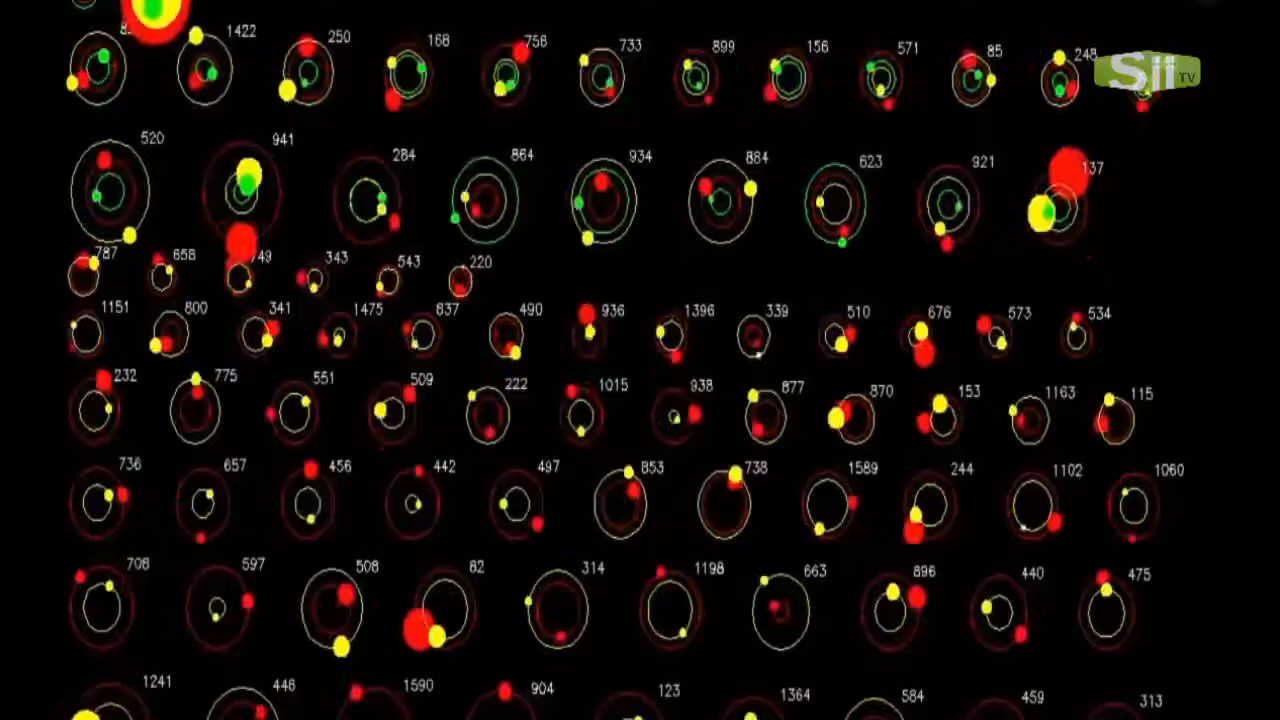 1422 250 168 756 733 899 156 571 85 248
Sii TV
520 941 284 864 934 884 623 921 137
787 658 749 343 543 220
1151 800 341 1475 837 490 936 1396 339 510 676 573 534
232 775 551 509 222 1015 938 877 870 153 1163 115
736 657 456 442 497 853 738 1589 244 1102 1060
708 597 508 82 314 1198 663 896 440 475
1241 446 1590 904 123 1364 584 459 313